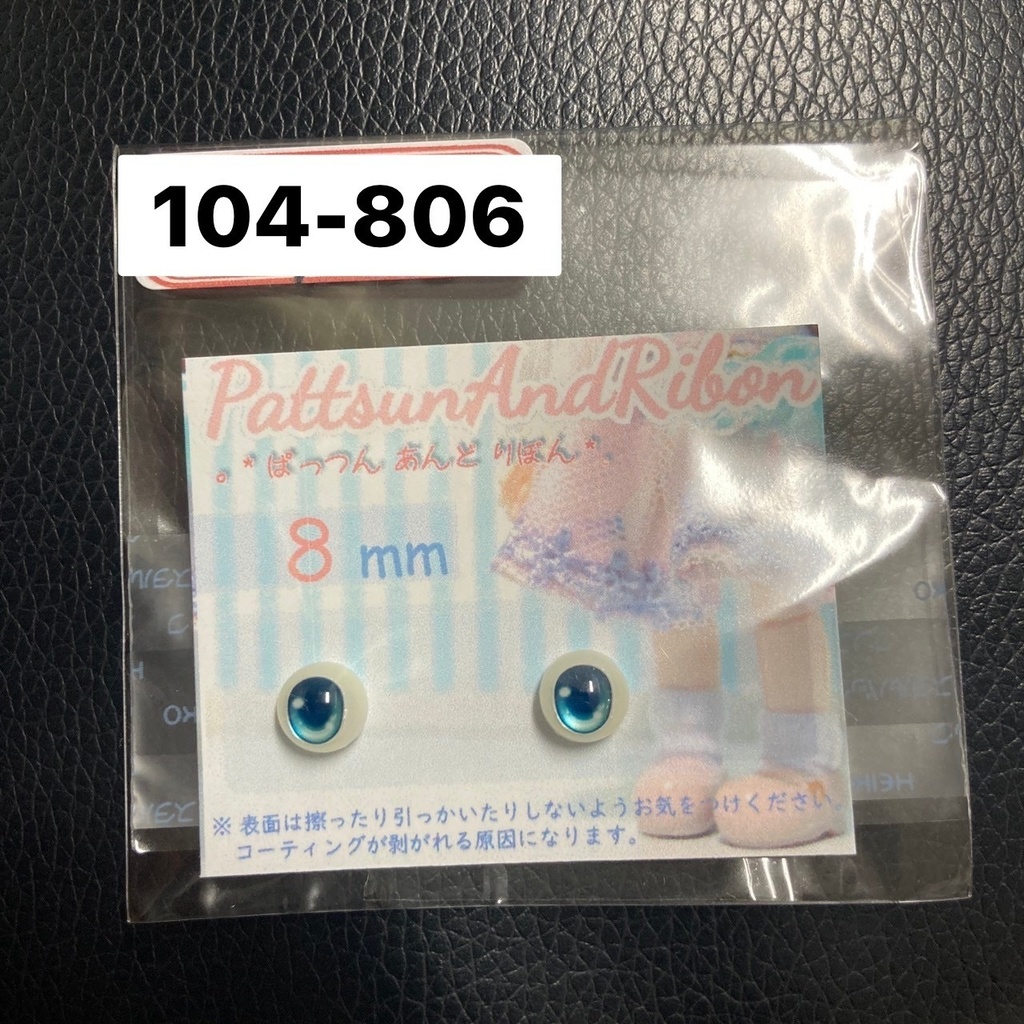 104-806
PattsunAndRibon
。*ぱっつん あんど りぼん*。
8 mm
※ 表面は擦ったり引っかいたりしないようお気をつけください。
コーティングが剥がれる原因になります。